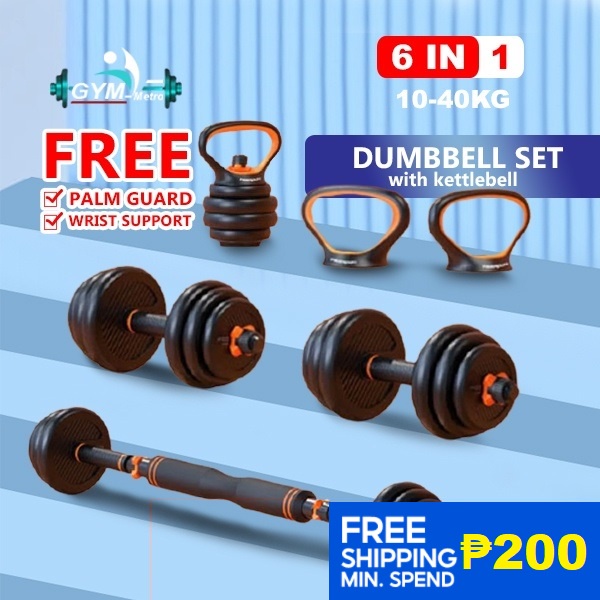 GYM
Metro
6 IN 1
10-40KG
FREE
☑ PALM GUARD
☑ WRIST SUPPORT
DUMBBELL SET
with kettlebell
FREE
SHIPPING
MIN. SPEND
₱200